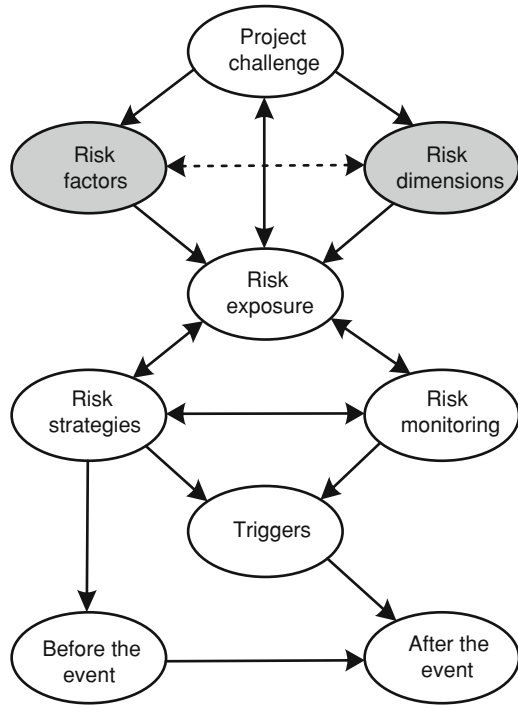 Project
challenge
Risk
factors
Risk
dimensions
Risk
exposure
Risk
strategies
Risk
monitoring
Triggers
Before the
event
After the
event